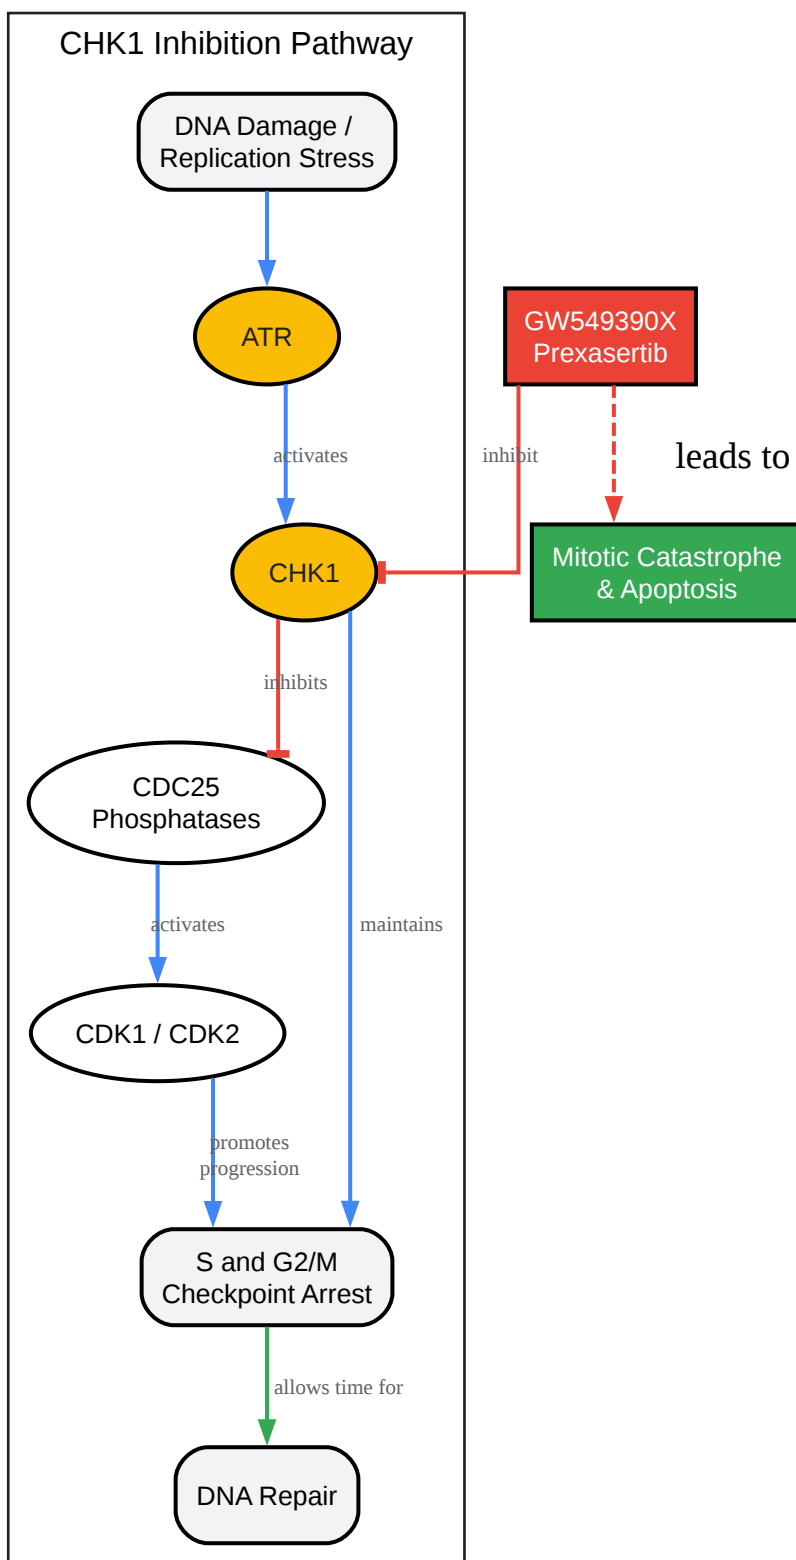 CHK1 Inhibition Pathway
DNA Damage /
Replication Stress
ATR
GW549390X
Prexasertib
activates
inhibit
leads to
CHK1
Mitotic Catastrophe
& Apoptosis
inhibits
CDC25
Phosphatases
activates
maintains
CDK1 / CDK2
promotes
progression
S and G2/M
Checkpoint Arrest
allows time for
DNA Repair